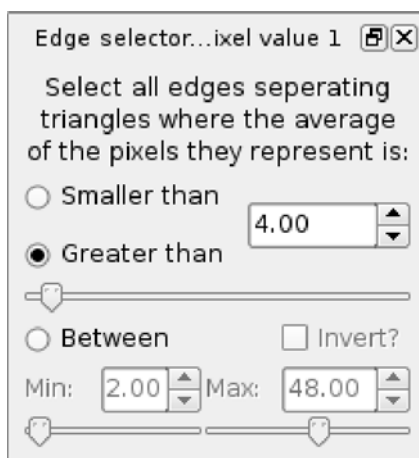 Edge selector...ixel value 1
Select all edges seperating
triangles where the average
of the pixels they represent is:
Smaller than
4.00
Greater than
Between Invert?
Min: 2.00 Max: 48.00